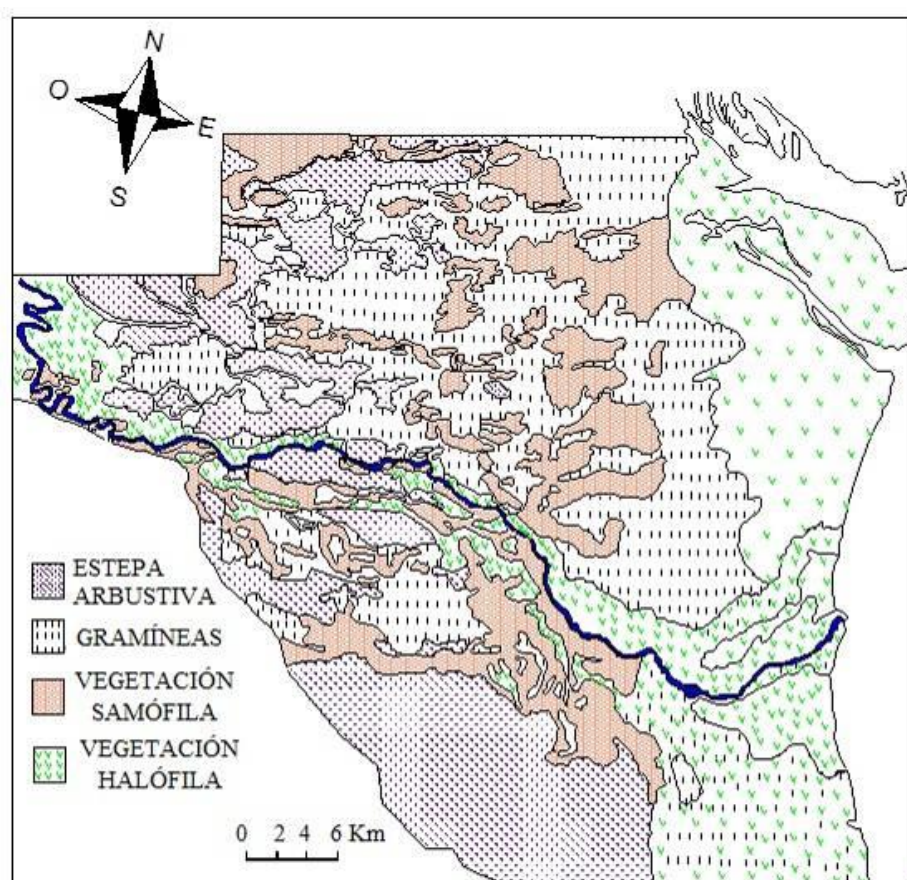 N
O
E
S
ESTEPA
ARBUSTIVA
GRAMÍNEAS
VEGETACIÓN
SAMÓFILA
VEGETACIÓN
HALÓFILA
0 2 4 6 Km